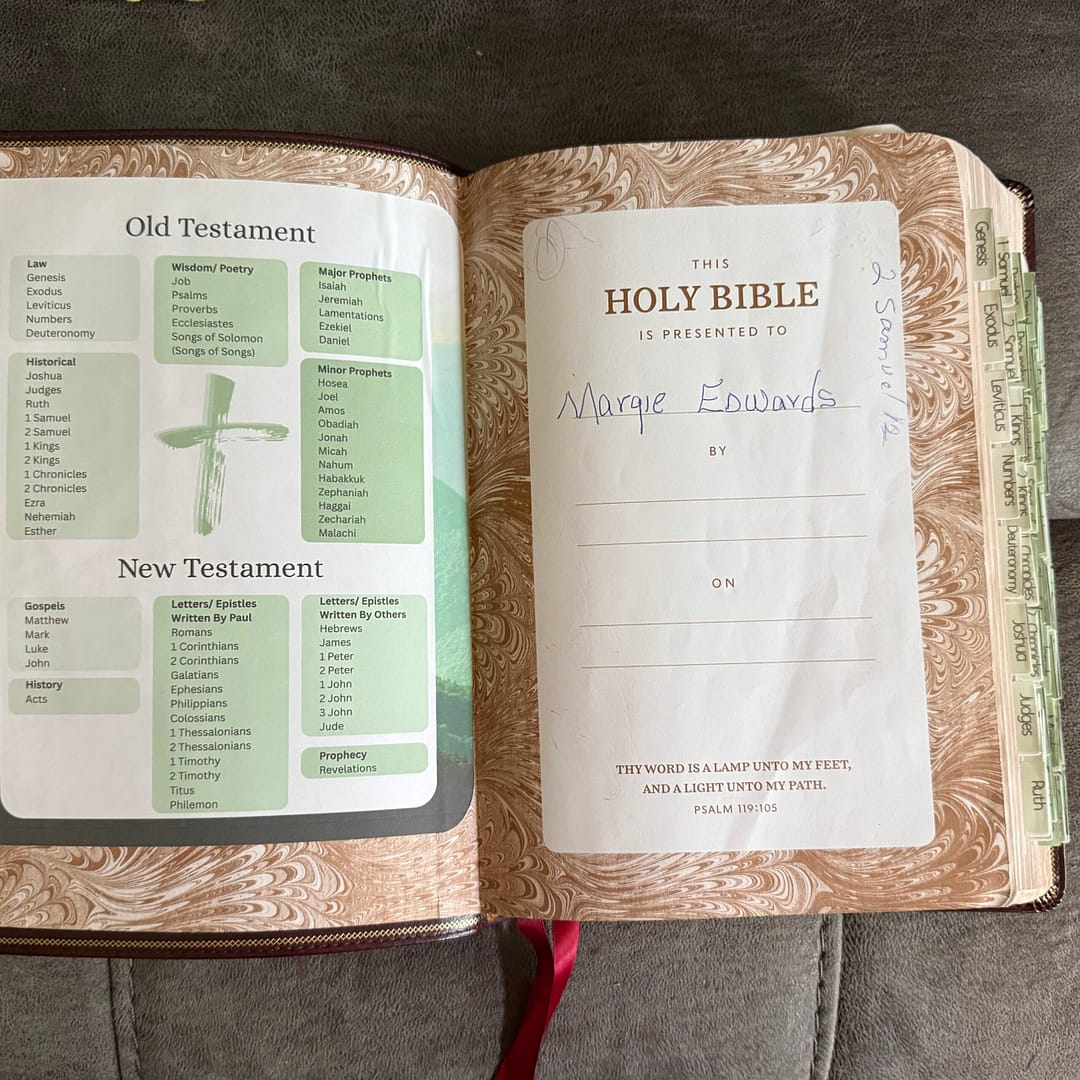 Old Testament
Law
Genesis
Exodus
Leviticus
Numbers
Deuteronomy
Historical
Joshua
Judges
Ruth
1 Samuel
2 Samuel
1 Kings
2 Kings
1 Chronicles
2 Chronicles
Ezra
Nehemiah
Esther
Wisdom/ Poetry
Job
Psalms
Proverbs
Ecclesiastes
Songs of Solomon
(Songs of Songs)
Major Prophets
Isaiah
Jeremiah
Lamentations
Ezekiel
Daniel
Minor Prophets
Hosea
Joel
Amos
Obadiah
Jonah
Micah
Nahum
Habakkuk
Zephaniah
Haggai
Zechariah
Malachi
New Testament
Gospels
Matthew
Mark
Luke
John
History
Acts
Letters/ Epistles
Written By Paul
Romans
1 Corinthians
2 Corinthians
Galatians
Ephesians
Philippians
Colossians
1 Thessalonians
2 Thessalonians
1 Timothy
2 Timothy
Titus
Philemon
Letters/ Epistles
Written By Others
Hebrews
James
1 Peter
2 Peter
1 John
2 John
3 John
Jude
Prophecy
Revelations
THIS
HOLY BIBLE
IS PRESENTED TO
Margie Edwards
BY
ON
THY WORD IS A LAMP UNTO MY FEET,
AND A LIGHT UNTO MY PATH.
PSALM 119:105
2 Samuel
Genesis
Exodus
Leviticus
Numbers
Deuteronomy
Joshua
Judges
Ruth
1 Samuel
2 Samuel
1 Kings
2 Kings